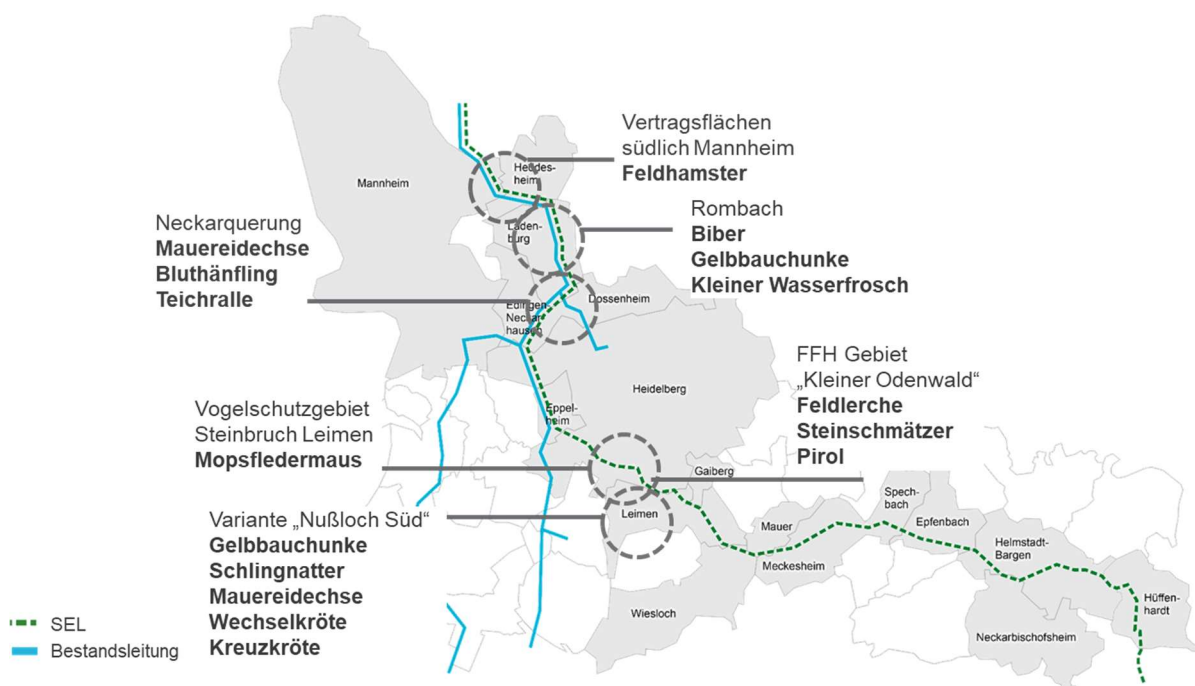 Vertragsflächen
südlich Mannheim
Feldhamster
Heddes-
heim
Mannheim
Neckarquerung
Mauereidechse
Bluthänfling
Teichralle
Laden-
burg
Rombach
Biber
Gelbbauchunke
Kleiner Wasserfrosch
Dossenheim
Edingen
Neckar
hausen
FFH Gebiet
„Kleiner Odenwald“
Feldlerche
Steinschmätzer
Pirol
Heidelberg
Eppel-
heim
Vogelschutzgebiet
Steinbruch Leimen
Mopsfledermaus
Gaiberg
Variante „Nußloch Süd“
Gelbbauchunke
Schlingnatter
Mauereidechse
Wechselkröte
Kreuzkröte
Leimen
Mauer
Meckesheim
Spech-
bach
Epfenbach
Helmstadt-
Bargen
Hüffen-
hardt
Wiesloch
Neckarbischofsheim
SEL
Bestandsleitung